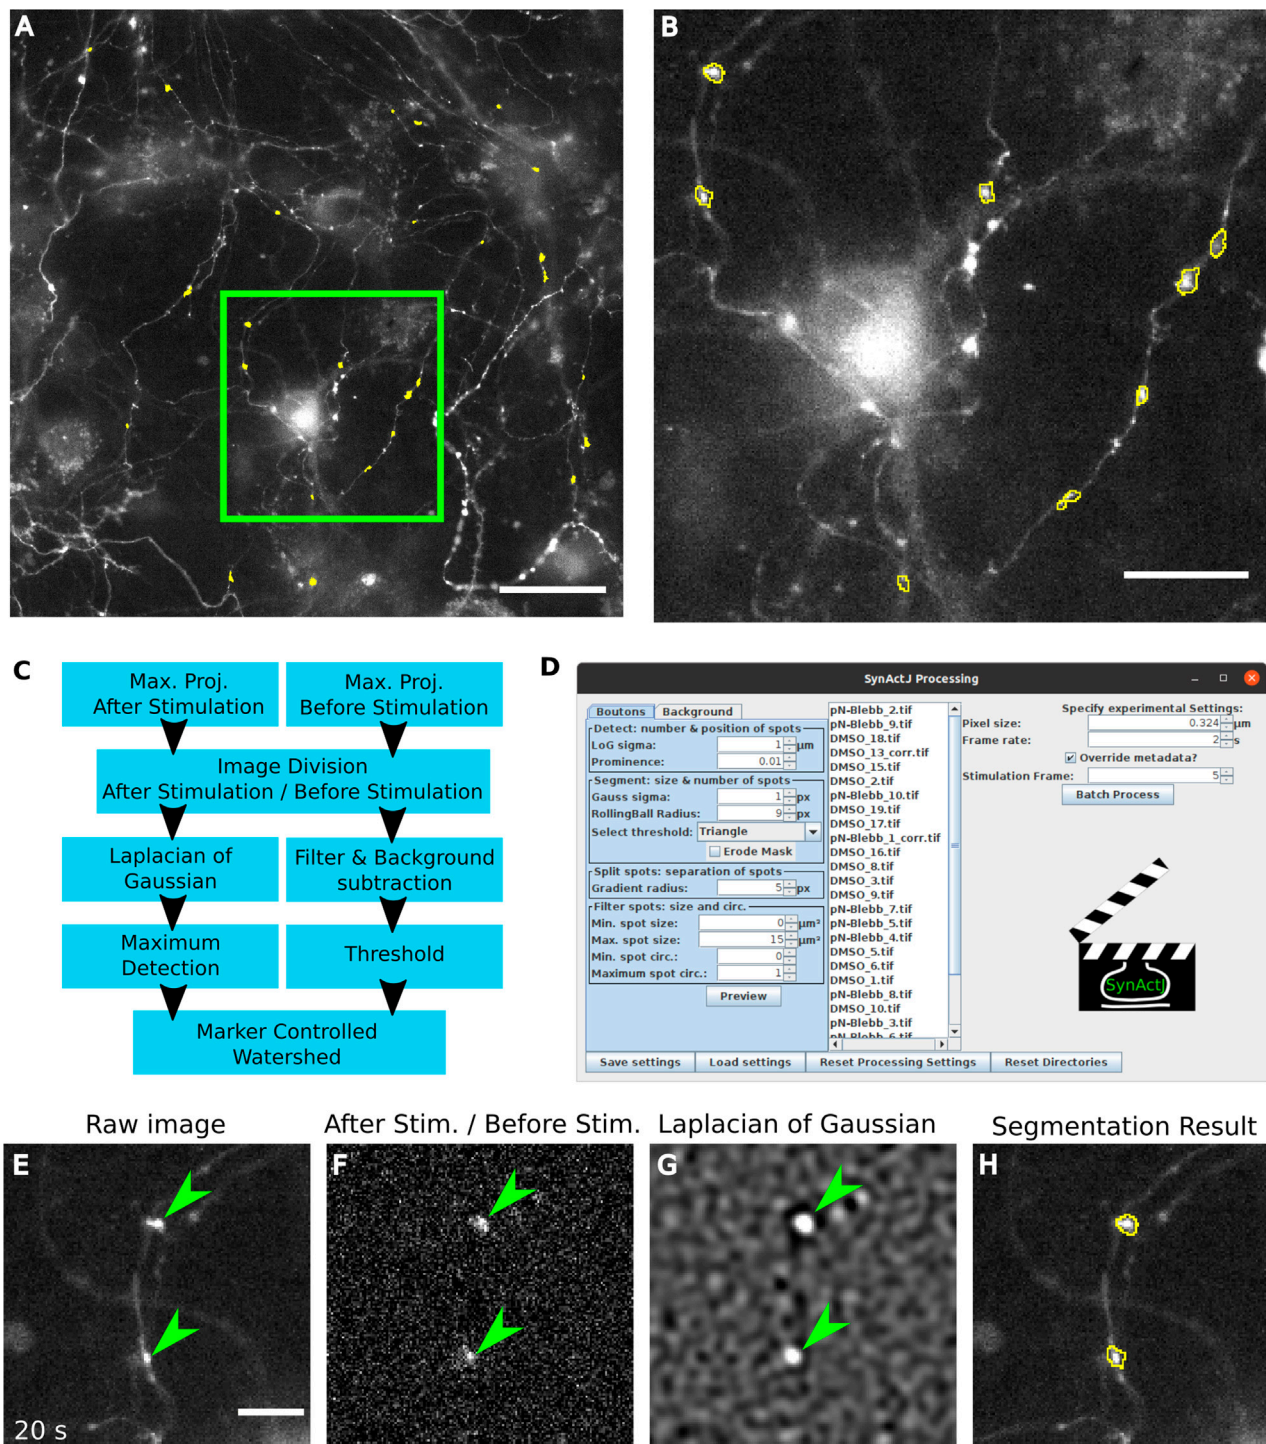 A
B
C
Max. Proj.
After Stimulation
Max. Proj.
Before Stimulation
Image Division
After Stimulation / Before Stimulation
Laplacian of
Gaussian
Filter & Background
subtraction
Maximum
Detection
Threshold
Marker Controlled
Watershed
D
SynActJ Processing
Boutons
Background
Detect: number & position of spots
LoG sigma: 1 µm
Prominence: 0.01
Segment: size & number of spots
Gauss sigma: 1 px
RollingBall Radius: 9 px
Select threshold: Triangle
Erode Mask
Split spots: separation of spots
Gradient radius: 5 px
Filter spots: size and circ.
Min. spot size: 0 µm²
Max. spot size: 15 µm²
Min. spot circ.: 0
Maximum spot circ.: 1
Preview
pN-Blebb_2.tif
pN-Blebb_9.tif
DMSO_18.tif
DMSO_13_corr.tif
DMSO_15.tif
DMSO_2.tif
pN-Blebb_10.tif
DMSO_19.tif
DMSO_17.tif
pN-Blebb_1_corr.tif
DMSO_16.tif
DMSO_8.tif
DMSO_3.tif
DMSO_9.tif
pN-Blebb_7.tif
pN-Blebb_5.tif
pN-Blebb_4.tif
DMSO_5.tif
DMSO_6.tif
DMSO_1.tif
pN-Blebb_8.tif
DMSO_10.tif
pN-Blebb_3.tif
pN-Blebb_6.tif
Specify experimental Settings:
Pixel size: 0.324 µm
Frame rate: 2 s
Override metadata?
Stimulation Frame: 5
Batch Process
SynActJ
Save settings
Load settings
Reset Processing Settings
Reset Directories
Raw image
After Stim. / Before Stim.
Laplacian of Gaussian
Segmentation Result
E
20 s
F
G
H